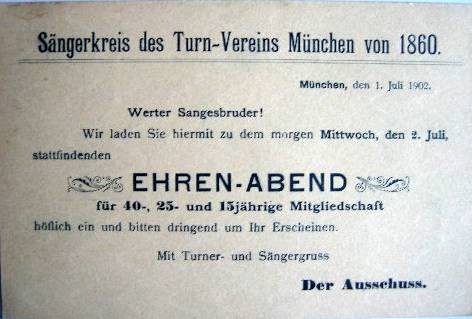 Sängerkreis des Turn-Vereins München von 1860.
München, den 1. Juli 1902.
Werter Sangesbruder!
Wir laden Sie hiermit zu dem morgen Mittwoch, den 2. Juli,
stattfindenden
EHREN-ABEND
für 40-, 25- und 15jährige Mitgliedschaft
höflich ein und bitten dringend um Ihr Erscheinen.
Mit Turner- und Sängergruss
Der Ausschuss.